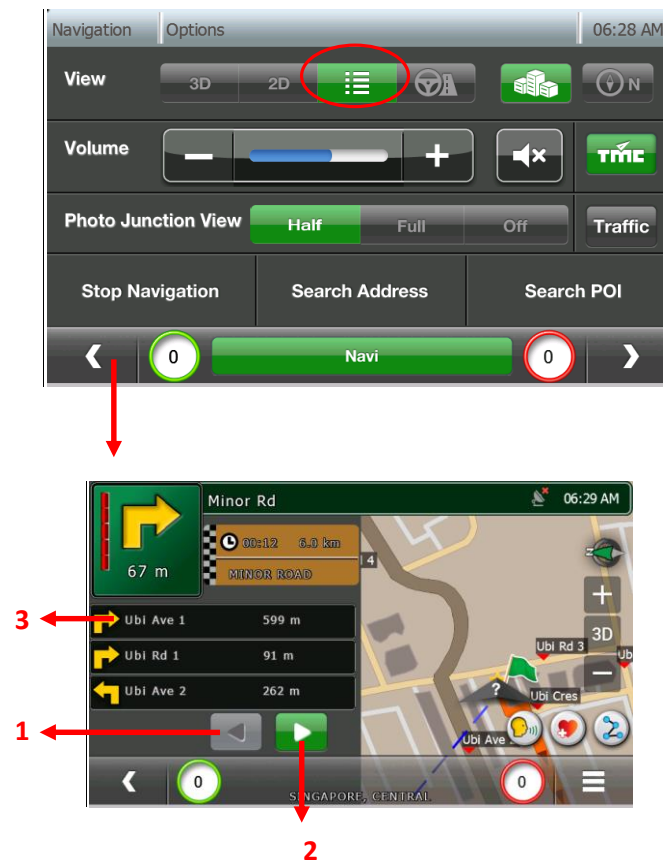 Navigation Options 06:28 AM
View 3D 2D N
Volume − + TMC
Photo Junction View Half Full Off Traffic
Stop Navigation Search Address Search POI
0 Navi 0
Minor Rd 06:29 AM
67 m
00:12 6.0 km
MINOR ROAD
14
+
3D
−
Ubi Ave 1 599 m
Ubi Rd 1 91 m
Ubi Ave 2 262 m
Ubi Rd 3
Ub
?
Ubi Cres
Ubi Ave
3
1
0 0
SINGAPORE, CENTRAL
2